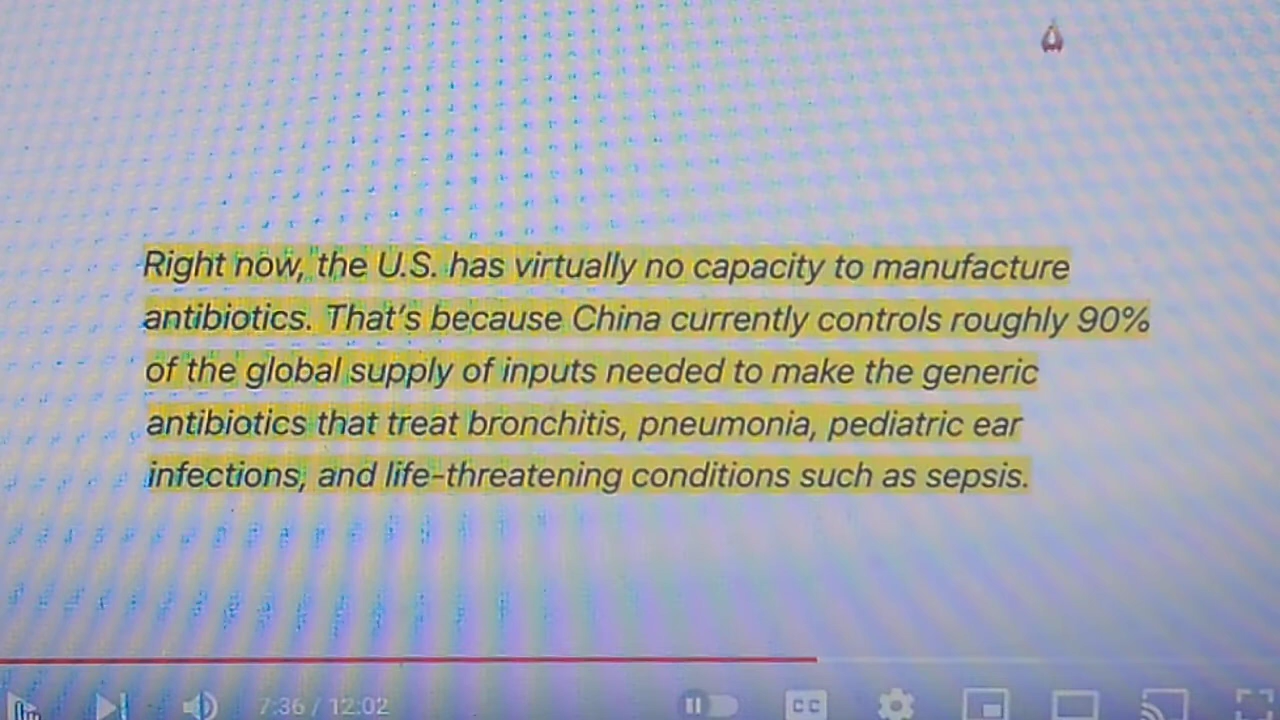 Right now, the U.S. has virtually no capacity to manufacture
antibiotics. That's because China currently controls roughly 90%
of the global supply of inputs needed to make the generic
antibiotics that treat bronchitis, pneumonia, pediatric ear
infections, and life-threatening conditions such as sepsis.
7:36 / 12:02
CC